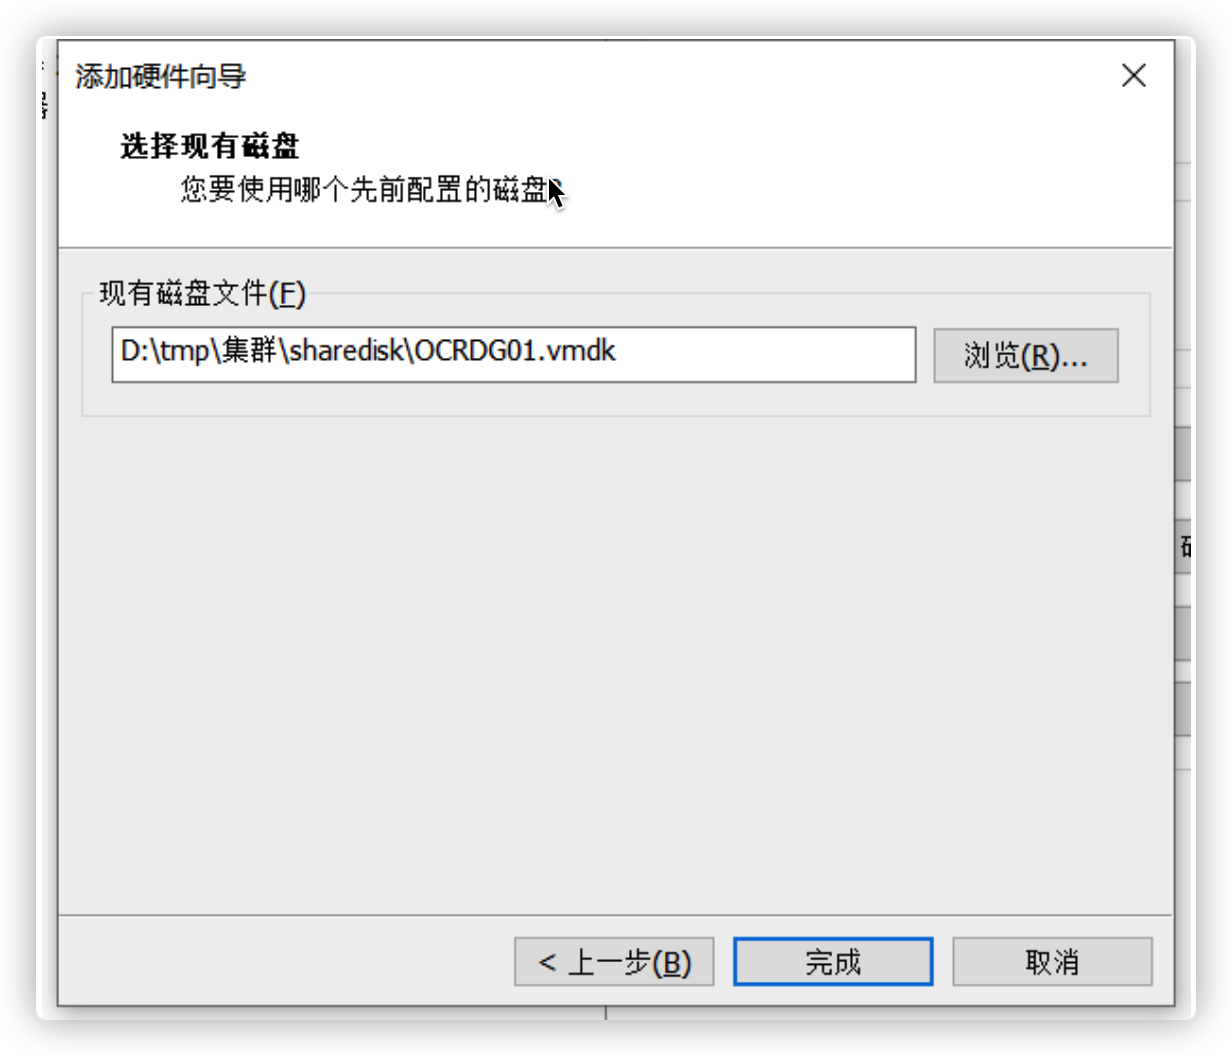 添加硬件向导
器
选择现有磁盘
您要使用哪个先前配置的磁盘?
现有磁盘文件(F)
D:\tmp\集群\sharedisk\OCRDG01.vmdk
浏览(R)...
< 上一步(B)
完成
取消